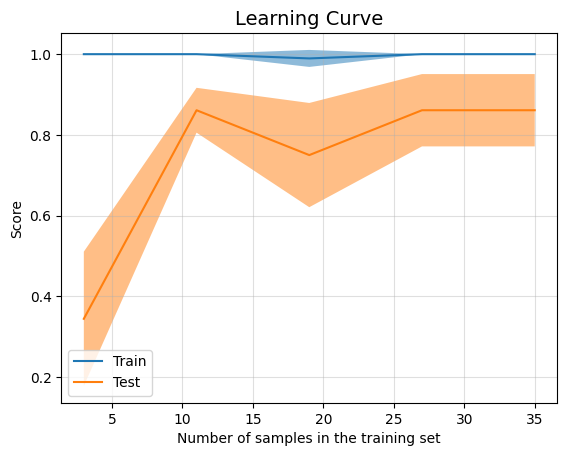 Learning Curve
1.0
0.8
0.6
0.4
0.2
Score
Train
Test
5 10 15 20 25 30 35
Number of samples in the training set